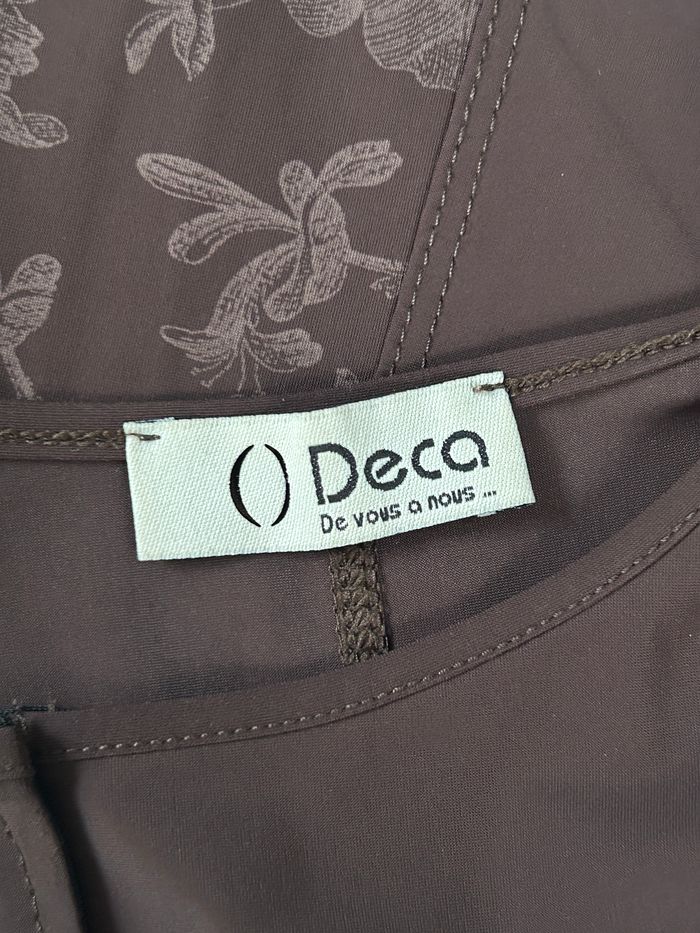 () Deca
De vous a nous ...